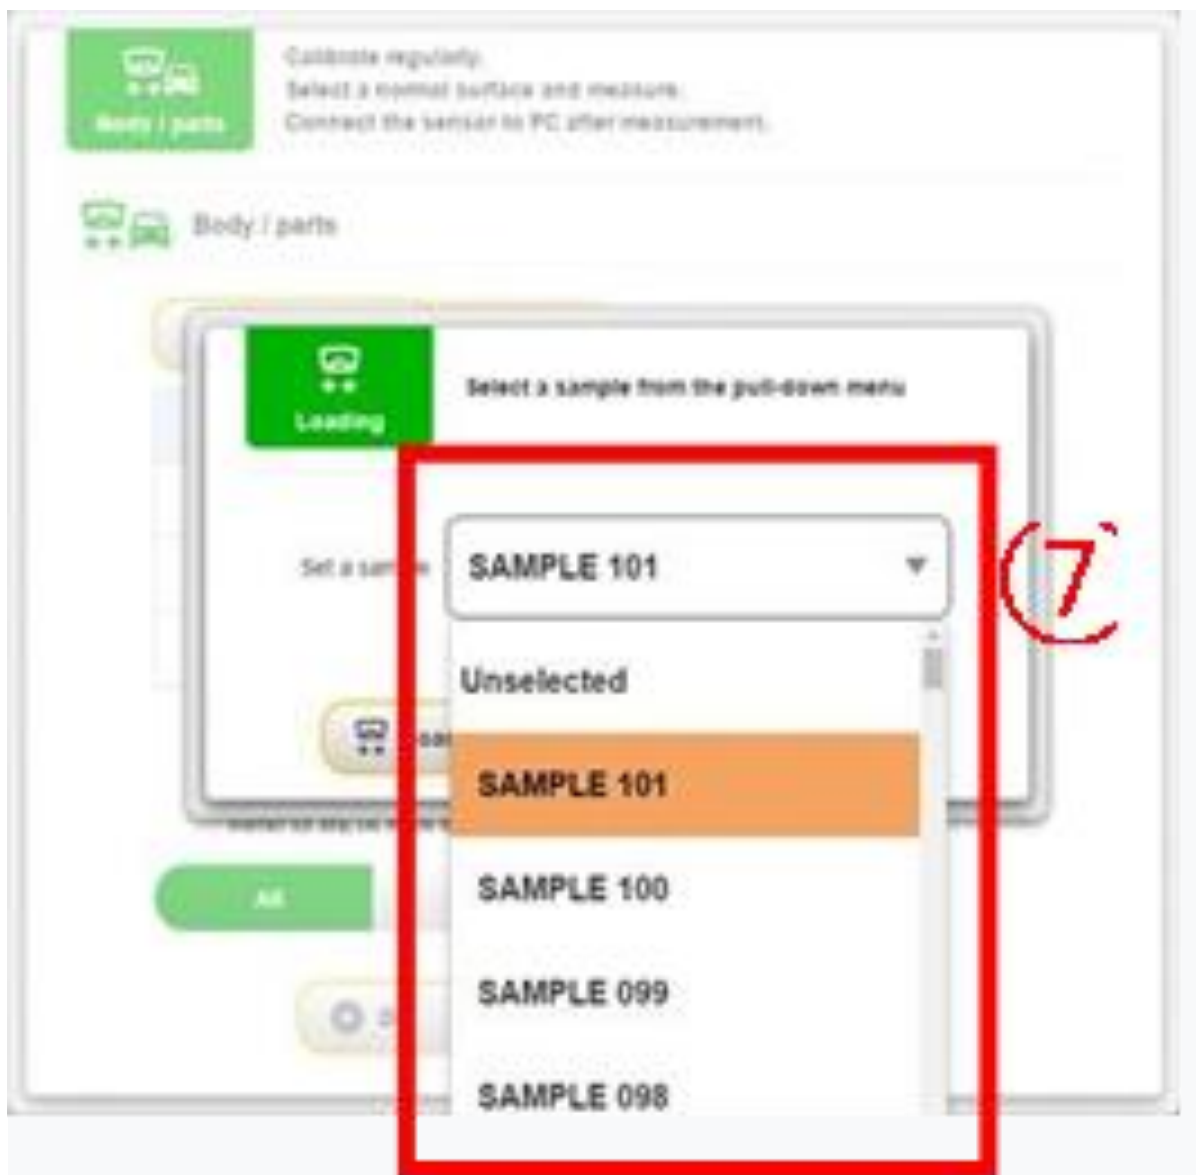 Calibrate regularly.
Select a normal surface and measure.
Connect the sensor to PC after measurement.
Body / parts
Body / parts
Loading
Select a sample from the pull-down menu
Set a
SAMPLE 101
7
Unselected
SAMPLE 101
SAMPLE 100
SAMPLE 099
SAMPLE 098
All